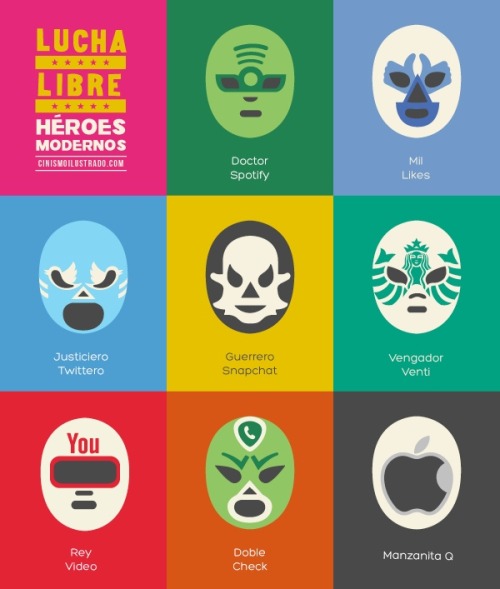 LUCHA
LIBRE
HÉROES
MODERNOS
CINISMOILUSTRADO.COM
Doctor
Spotify
Mil
Likes
Justiciero
Twittero
Guerrero
Snapchat
Vengador
Venti
You
Rey
Video
Doble
Check
Manzanita Q